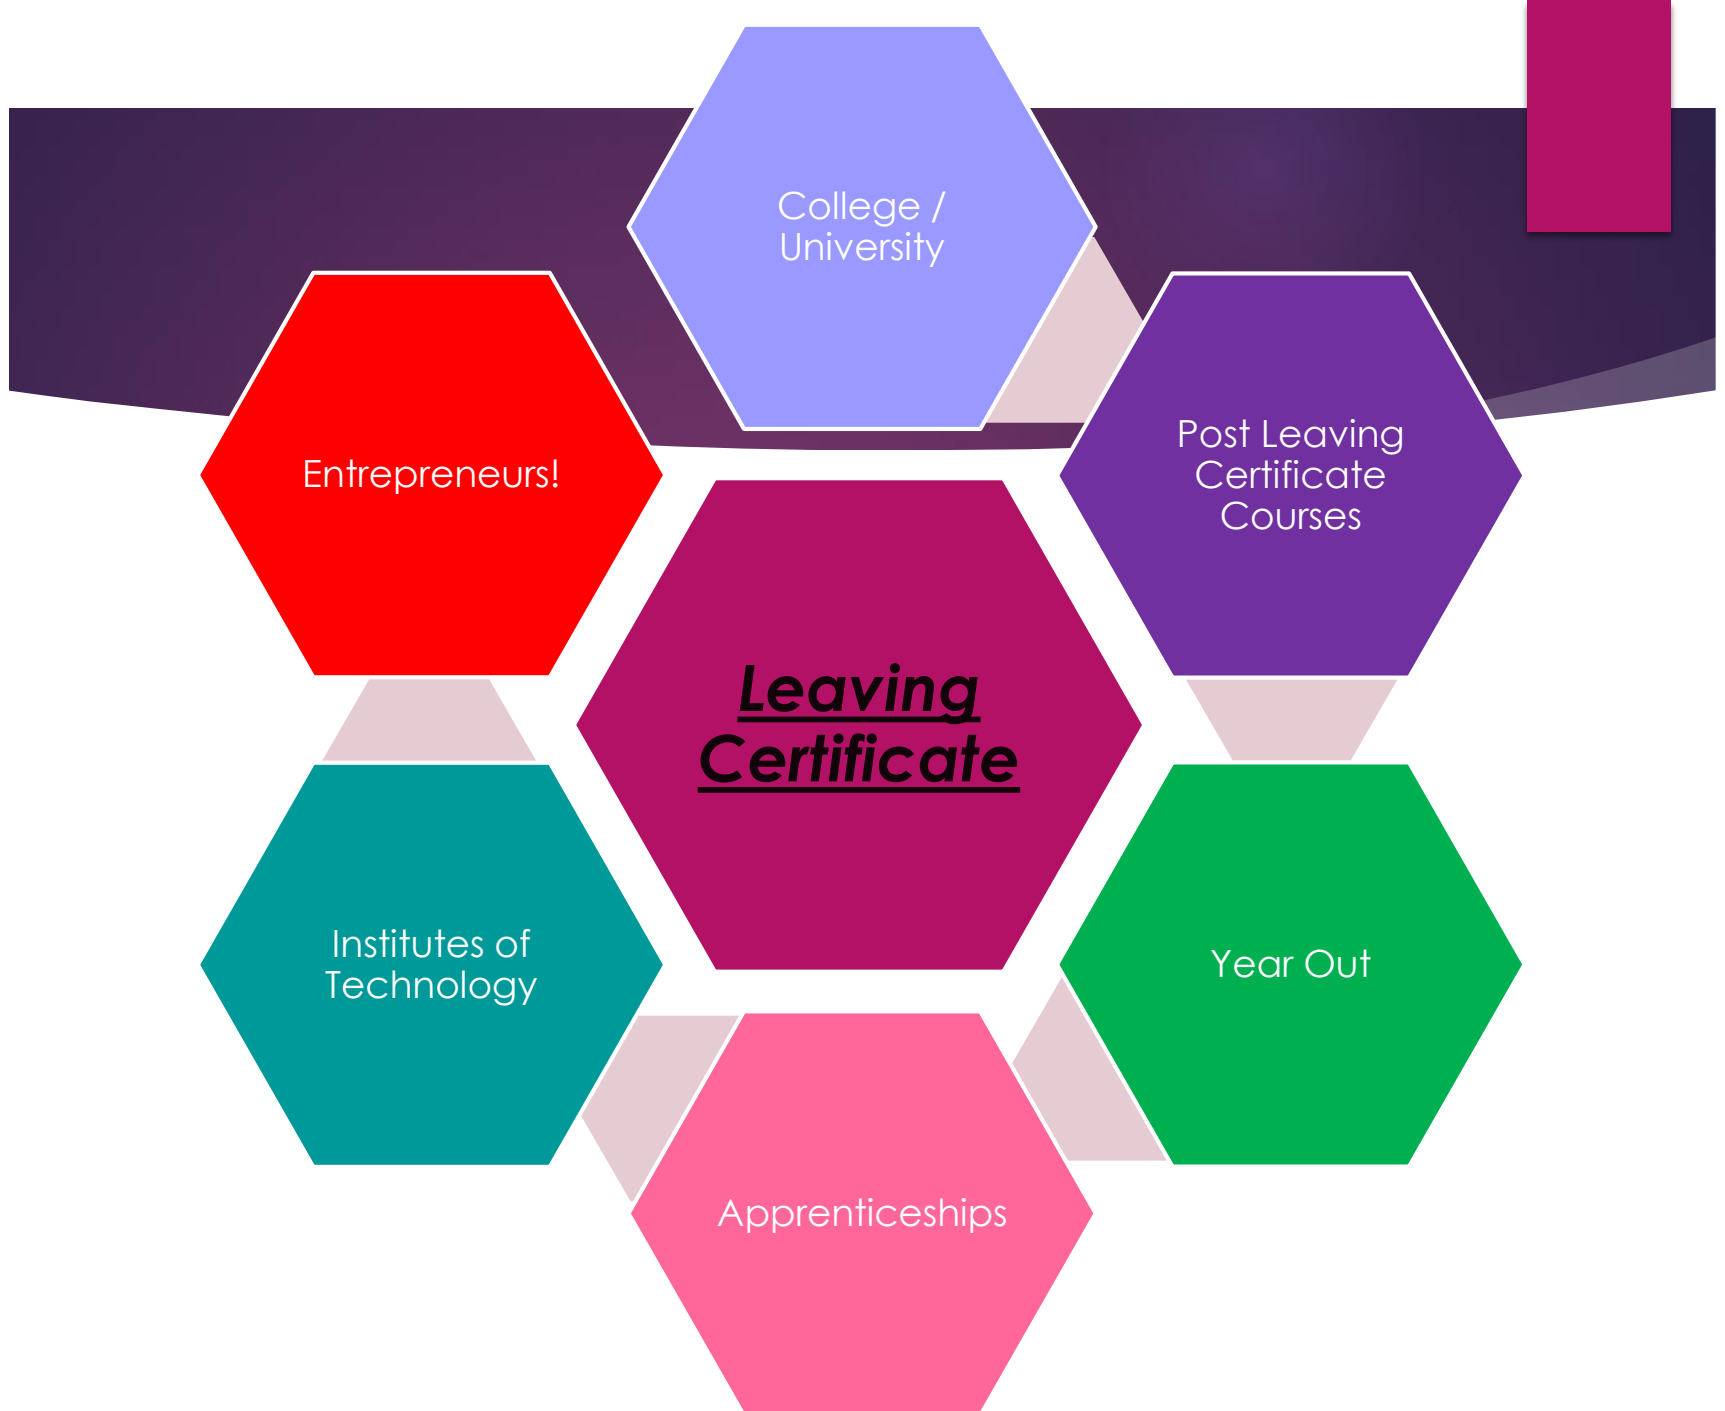 College /
University
Entrepreneurs!
Post Leaving
Certificate
Courses
Leaving
Certificate
Institutes of
Technology
Year Out
Apprenticeships